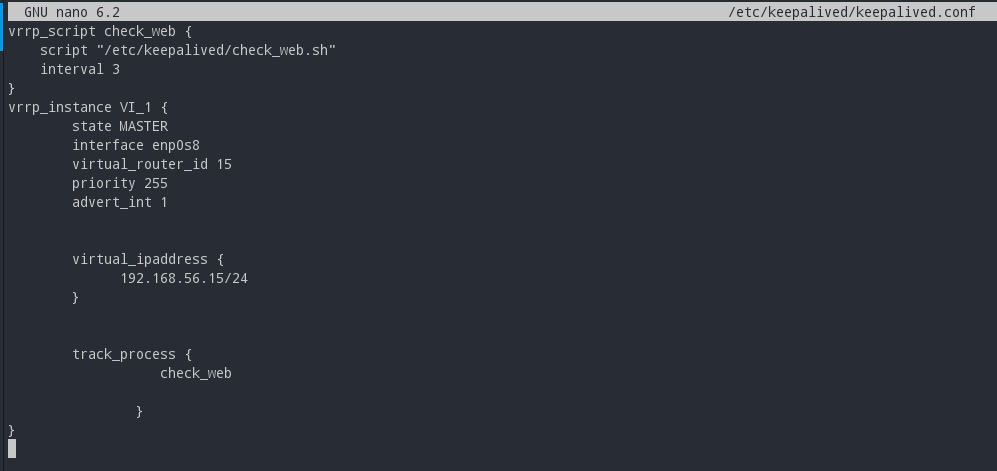 GNU nano 6.2 /etc/keepalived/keepalived.conf
vrrp_script check_web {
script "/etc/keepalived/check_web.sh"
interval 3
}
vrrp_instance VI_1 {
state MASTER
interface enp0s8
virtual_router_id 15
priority 255
advert_int 1
virtual_ipaddress {
192.168.56.15/24
}
track_process {
check_web
}
}